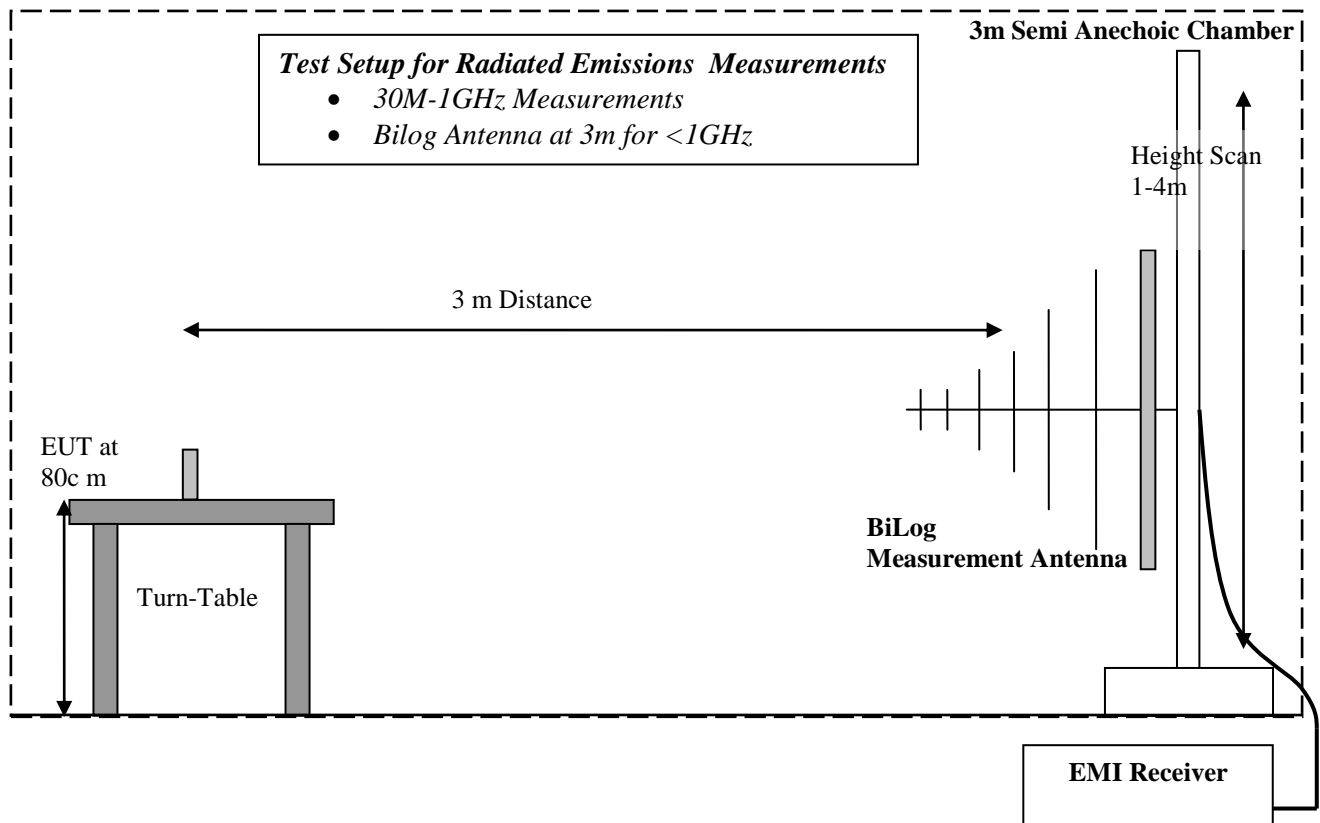 3m Semi Anechoic Chamber
Test Setup for Radiated Emissions Measurements
• 30M-1GHz Measurements
• Bilog Antenna at 3m for <1GHz
Height Scan
1-4m
3 m Distance
EUT at
80c m
BiLog
Measurement Antenna
Turn-Table
EMI Receiver